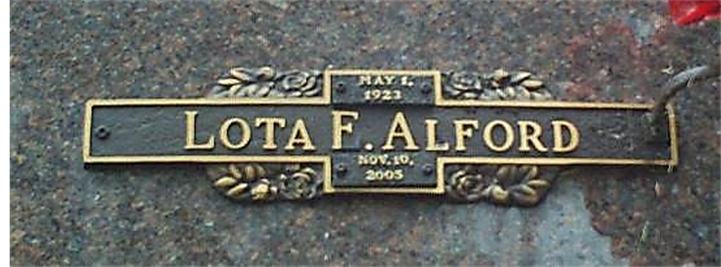 MAY 1,
1923
LOTA F. ALFORD
NOV. 10,
2005